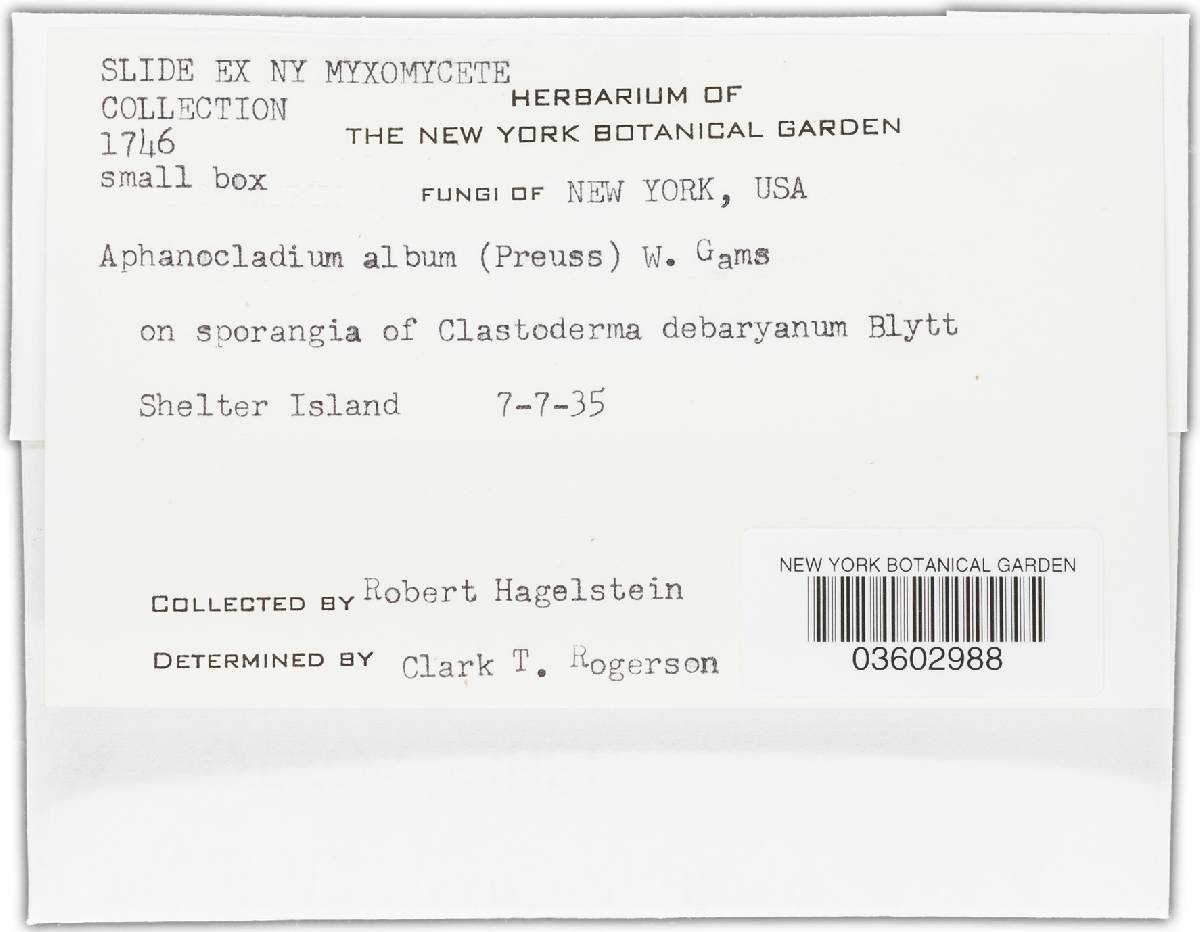 SLIDE EX NY MYXOMYCETE
COLLECTION
1746
small box
HERBARIUM OF
THE NEW YORK BOTANICAL GARDEN
FUNGI OF NEW YORK, USA
Aphanocladium album (Preuss) W. Gams
on sporangia of Clastoderma debaryanum Blytt
Shelter Island 7-7-35
COLLECTED BY Robert Hagelstein
DETERMINED BY Clark T. Rogerson
NEW YORK BOTANICAL GARDEN
03602988